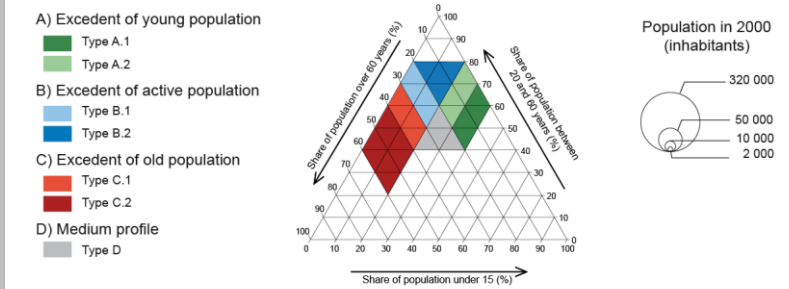 A) Excedent of young population
Type A.1
Type A.2
B) Excedent of active population
Type B.1
Type B.2
C) Excedent of old population
Type C.1
Type C.2
D) Medium profile
Type D
Share of population over 60 years (%)
0
10
20
30
40
50
60
70
80
90
100
Share of population between
20 and 60 years (%)
100
90
80
70
60
50
40
30
20
10
0
0
10
20
30
40
50
60
70
80
90
100
Share of population under 15 (%)
Population in 2000
(inhabitants)
320 000
50 000
10 000
2 000